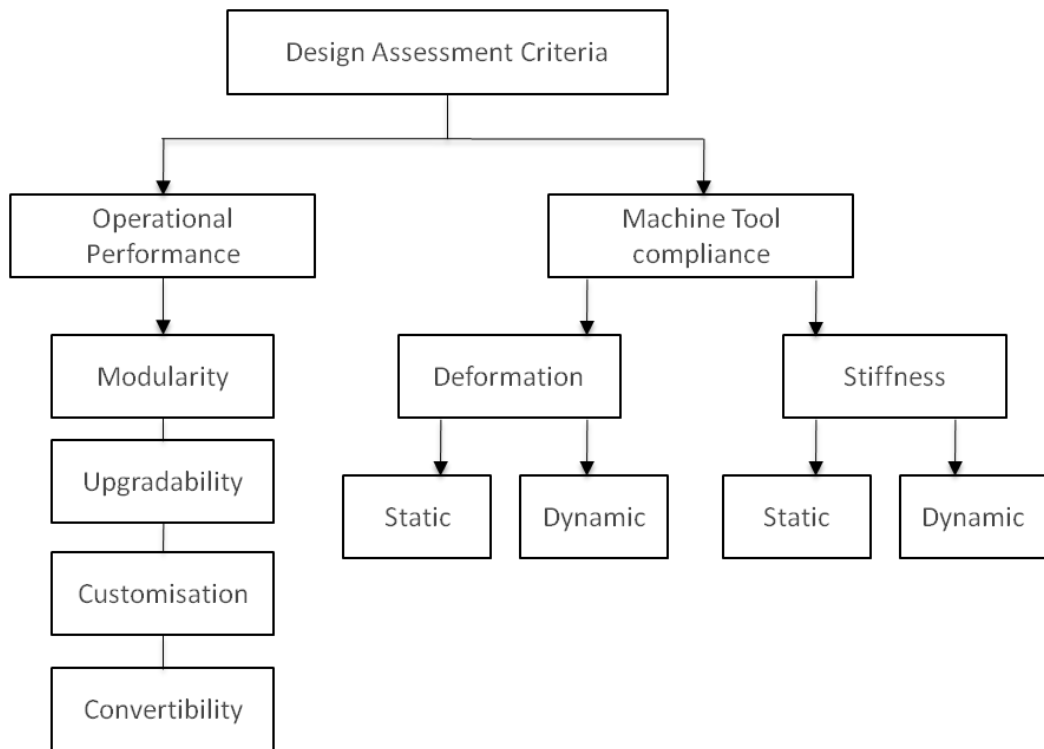 Design Assessment Criteria
Operational
Performance
Machine Tool
compliance
Modularity
Deformation
Stiffness
Upgradability
Static
Dynamic
Static
Dynamic
Customisation
Convertibility